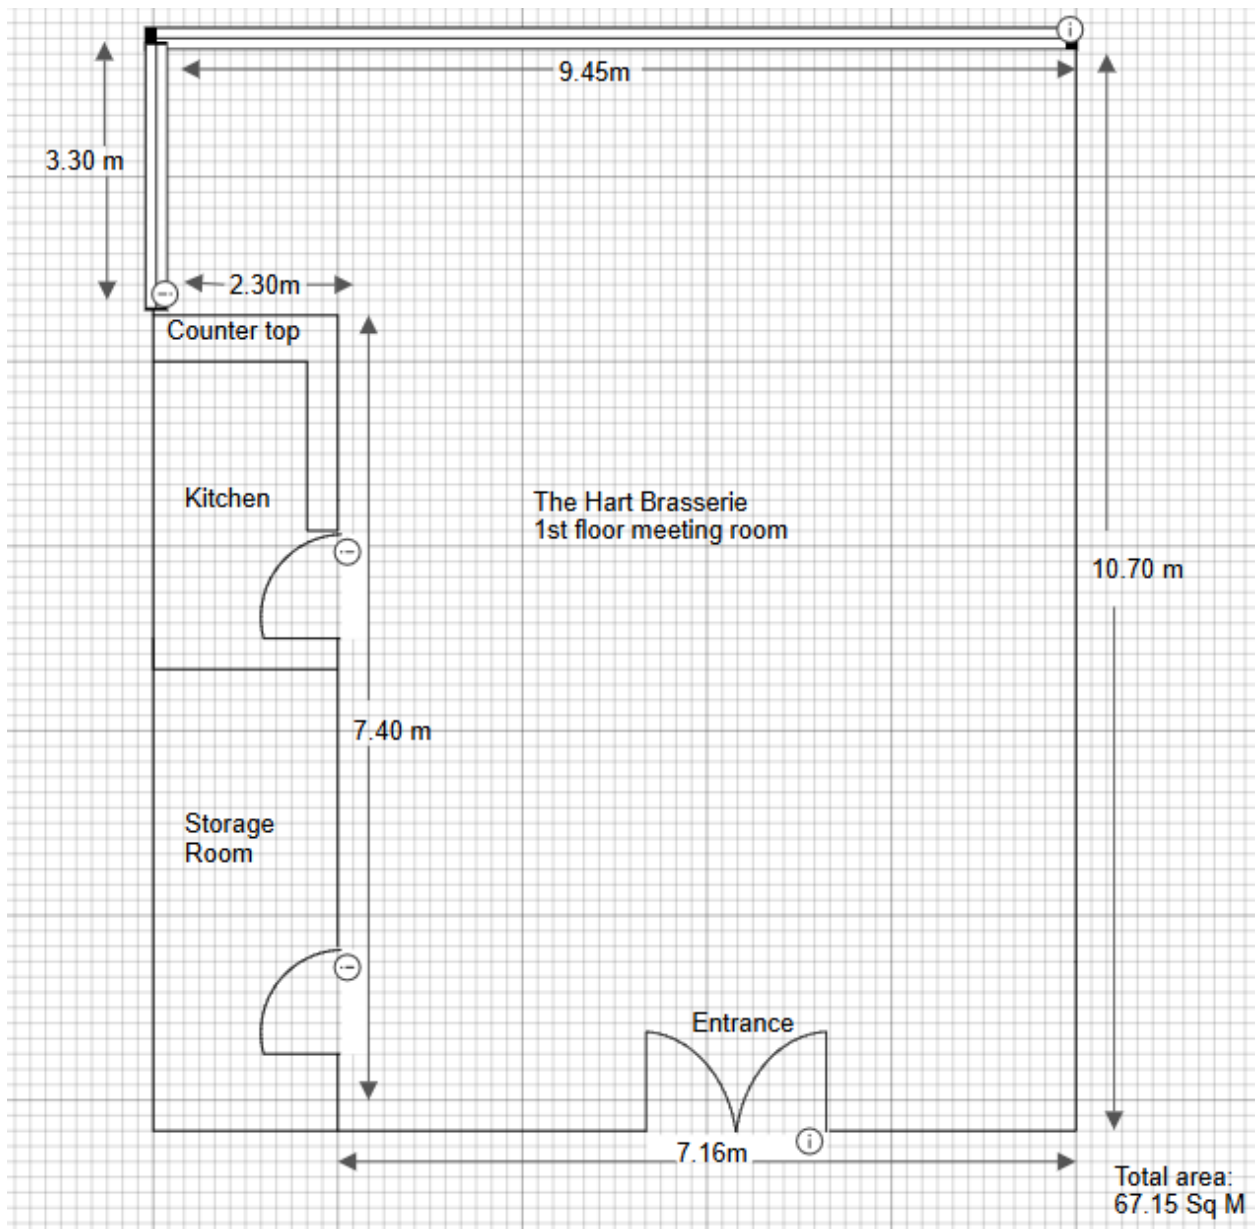 9.45m
3.30 m
2.30m
Counter top
Kitchen
The Hart Brasserie
1st floor meeting room
10.70 m
7.40 m
Storage
Room
Entrance
7.16m
Total area:
67.15 Sq M